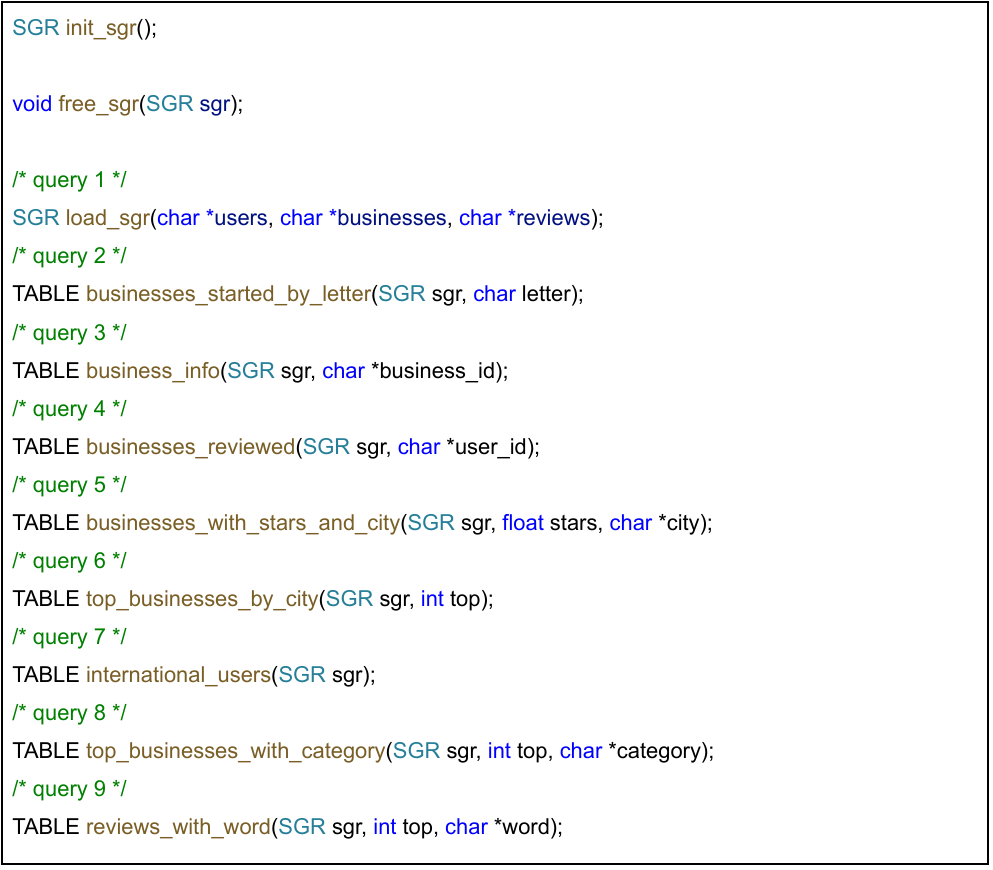 SGR init_sgr();
void free_sgr(SGR sgr);
/* query 1 */
SGR load_sgr(char *users, char *businesses, char *reviews);
/* query 2 */
TABLE businesses_started_by_letter(SGR sgr, char letter);
/* query 3 */
TABLE business_info(SGR sgr, char *business_id);
/* query 4 */
TABLE businesses_reviewed(SGR sgr, char *user_id);
/* query 5 */
TABLE businesses_with_stars_and_city(SGR sgr, float stars, char *city);
/* query 6 */
TABLE top_businesses_by_city(SGR sgr, int top);
/* query 7 */
TABLE international_users(SGR sgr);
/* query 8 */
TABLE top_businesses_with_category(SGR sgr, int top, char *category);
/* query 9 */
TABLE reviews_with_word(SGR sgr, int top, char *word);